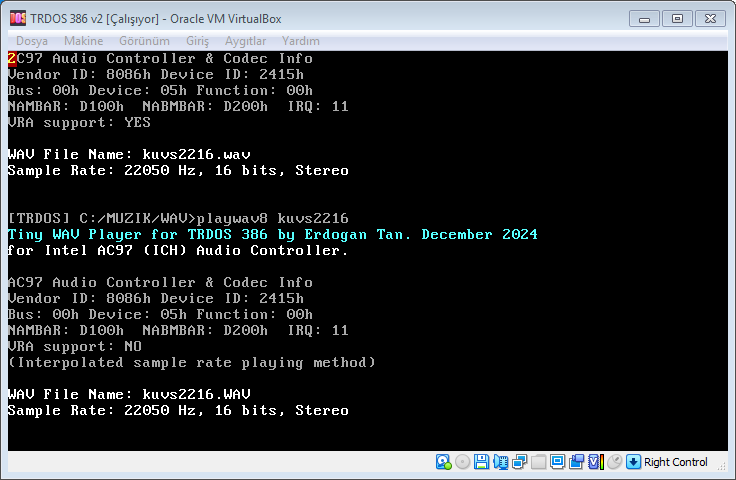 TRDOS 386 v2 [Çalışıyor] - Oracle VM VirtualBox
Dosya Makine Görünüm Giriş Aygıtlar Yardım
2C97 Audio Controller & Codec Info
Vendor ID: 8086h Device ID: 2415h
Bus: 00h Device: 05h Function: 00h
NAMBAR: D100h  NABMBAR: D200h  IRQ: 11
VRA support: YES
WAV File Name: kuvs2216.wav
Sample Rate: 22050 Hz, 16 bits, Stereo
[TRDOS] C:/MUZIK/WAV>playwav8 kuvs2216
Tiny WAV Player for TRDOS 386 by Erdogan Tan. December 2024
for Intel AC97 (ICH) Audio Controller.
AC97 Audio Controller & Codec Info
Vendor ID: 8086h Device ID: 2415h
Bus: 00h Device: 05h Function: 00h
NAMBAR: D100h  NABMBAR: D200h  IRQ: 11
VRA support: NO
(Interpolated sample rate playing method)
WAV File Name: kuvs2216.WAV
Sample Rate: 22050 Hz, 16 bits, Stereo
Right Control